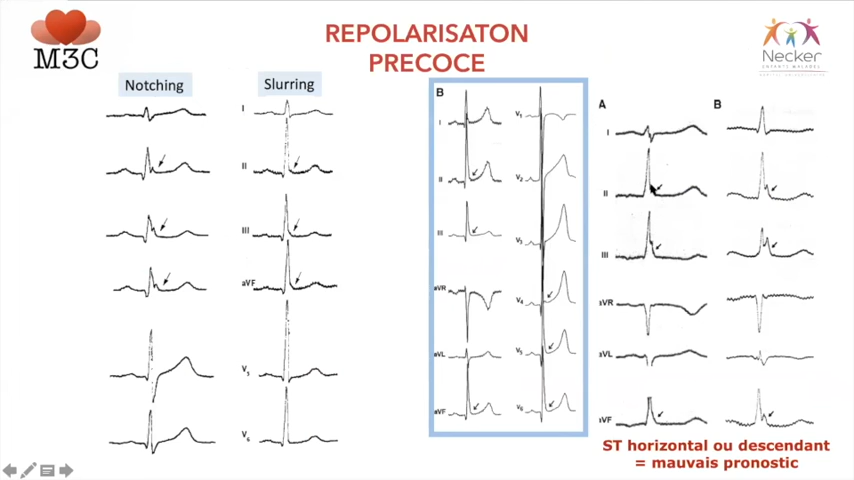 M3C
REPOLARISATON
PRECOCE
Necker
ENFANTS MALADES
Notching
Slurring
I
II
III
aVF
V5
V6
B
I
II
III
aVR
aVL
aVF
V1
V2
V3
V4
V5
V6
A
B
I
II
III
aVR
aVL
aVF
ST horizontal ou descendant
= mauvais pronostic